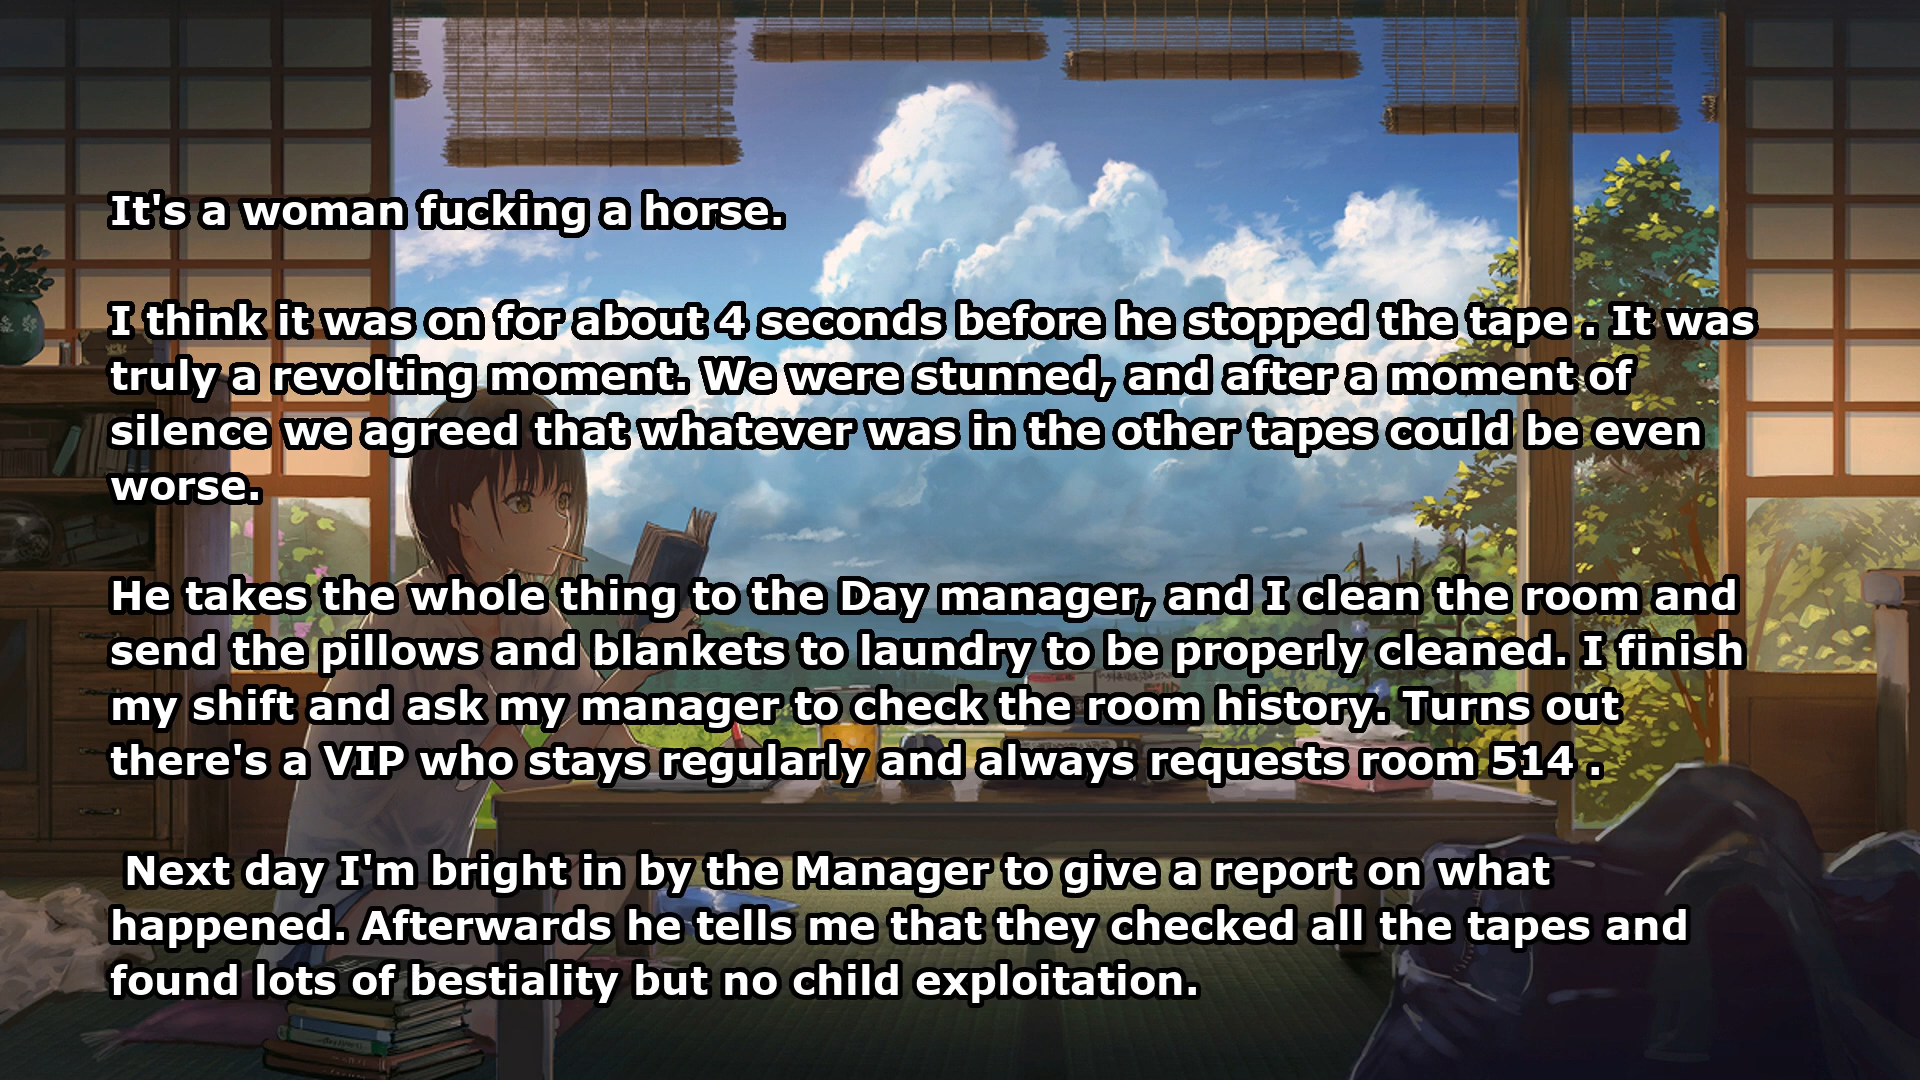 It's a woman fucking a horse.
I think it was on for about 4 seconds before he stopped the tape . It was
truly a revolting moment. We were stunned, and after a moment of
silence we agreed that whatever was in the other tapes could be even
worse.
He takes the whole thing to the Day manager, and I clean the room and
send the pillows and blankets to laundry to be properly cleaned. I finish
my shift and ask my manager to check the room history. Turns out
there's a VIP who stays regularly and always requests room 514 .
Next day I'm bright in by the Manager to give a report on what
happened. Afterwards he tells me that they checked all the tapes and
found lots of bestiality but no child exploitation.